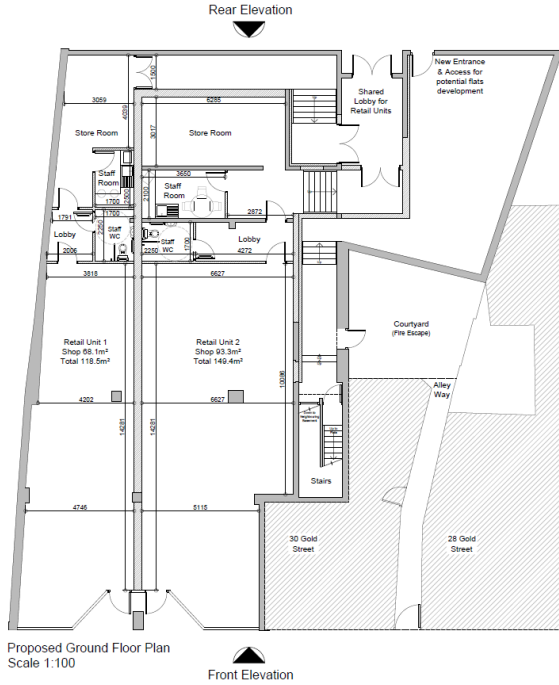 Rear Elevation
New Entrance
& Access for
potential flats
development
1500
Shared
Lobby for
Retail Units
3059
6285
4239
Store Room
3017
Store Room
Staff
Room
3650
Staff
Room
2100
1700
1700
1791
2872
Lobby
2250
Staff
WC
Staff
WC
1700
Lobby
2006
2250
4272
3818
6627
Courtyard
(Fire Escape)
Retail Unit 1
Shop 68.1m²
Total 118.5m²
Retail Unit 2
Shop 93.3m²
Total 149.4m²
10086
Alley
Way
4202
6627
14281
14281
Stairs
4746
5115
30 Gold
Street
28 Gold
Street
Proposed Ground Floor Plan
Scale 1:100
Front Elevation